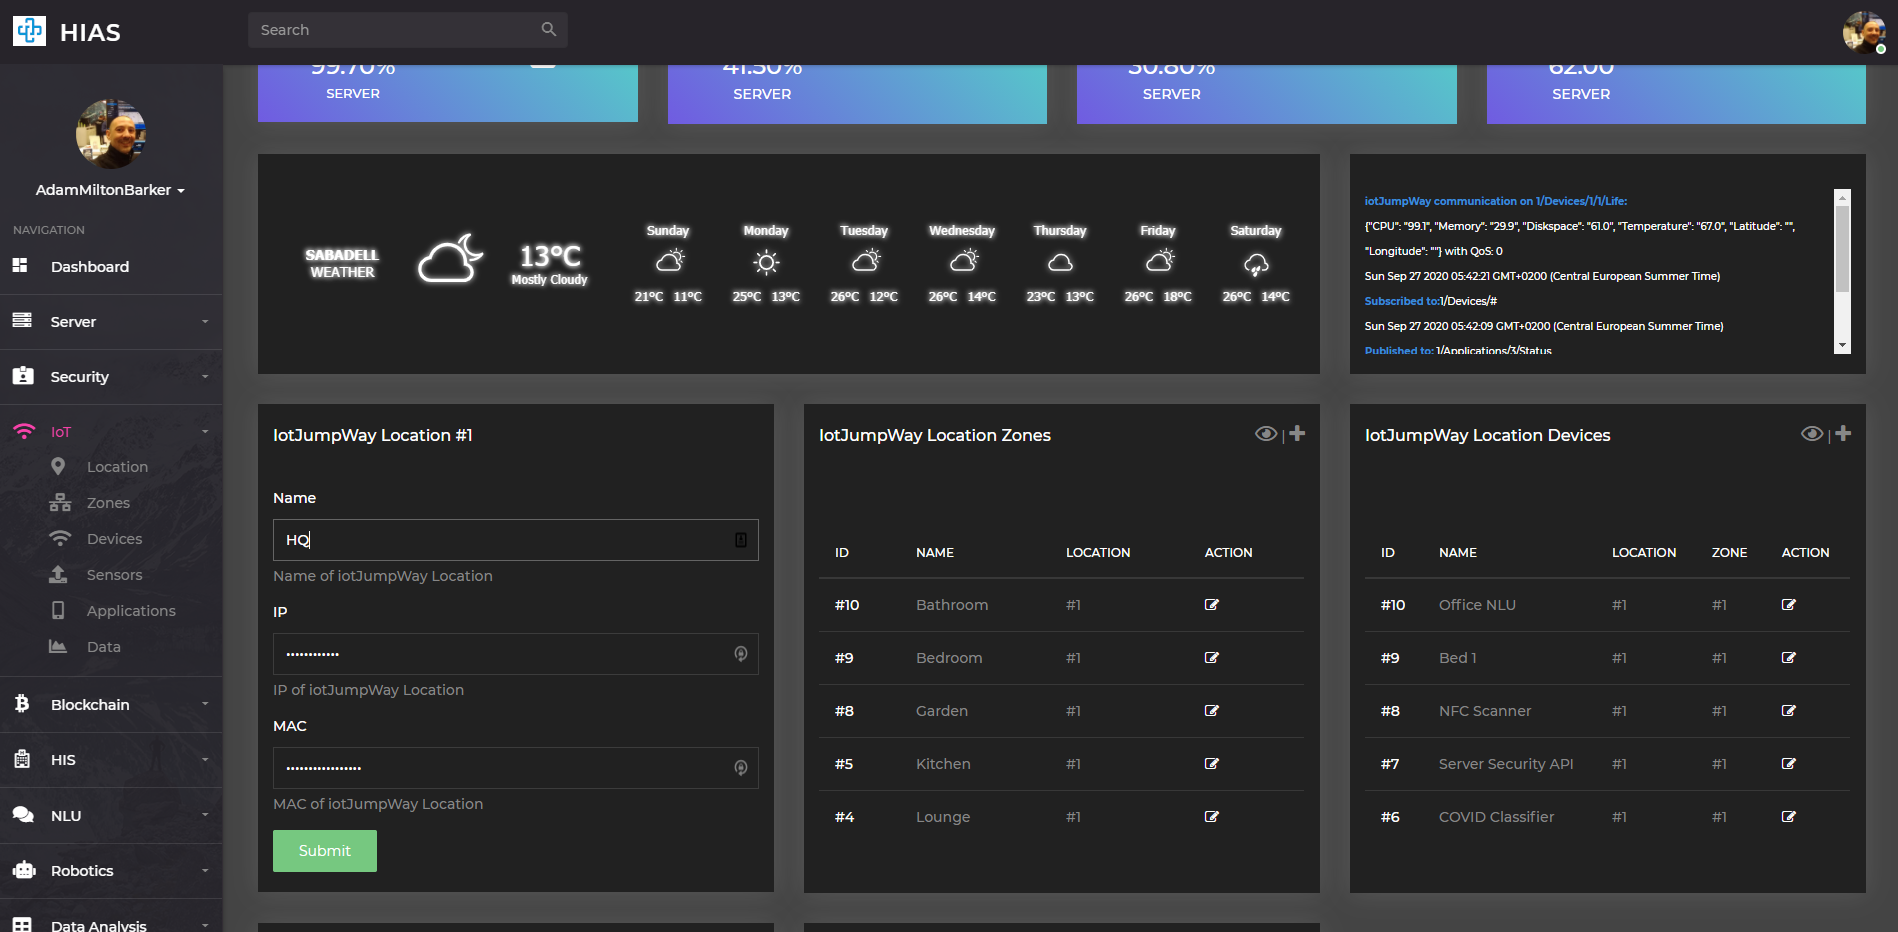 HIAS
Search
AdamMiltonBarker
NAVIGATION
Dashboard
Server
Security
IoT
Location
Zones
Devices
Sensors
Applications
Data
Blockchain
HIS
NLU
Robotics
Data Analysis
99.70%
SERVER
41.50%
SERVER
30.80%
SERVER
62.00
SERVER
SABADELL
WEATHER
13°C
Mostly Cloudy
Sunday Monday Tuesday Wednesday Thursday Friday Saturday
21°C 11°C 25°C 13°C 26°C 12°C 26°C 14°C 23°C 13°C 26°C 18°C 26°C 14°C
iotJumpWay communication on 1/Devices/1/1/Life:
{"CPU": "99.1", "Memory": "29.9", "Diskspace": "61.0", "Temperature": "67.0", "Latitude": "",
"Longitude": ""} with QoS: 0
Sun Sep 27 2020 05:42:21 GMT+0200 (Central European Summer Time)
Subscribed to:1/Devices/#
Sun Sep 27 2020 05:42:09 GMT+0200 (Central European Summer Time)
Published to: 1/Applications/3/Status
IotJumpWay Location #1
Name
HQ
Name of iotJumpWay Location
IP
••••••••••••
IP of iotJumpWay Location
MAC
•••••••••••••••••
MAC of iotJumpWay Location
Submit
IotJumpWay Location Zones
|
ID NAME LOCATION ACTION
#10 Bathroom #1
#9 Bedroom #1
#8 Garden #1
#5 Kitchen #1
#4 Lounge #1
IotJumpWay Location Devices
|
ID NAME LOCATION ZONE ACTION
#10 Office NLU #1 #1
#9 Bed 1 #1 #1
#8 NFC Scanner #1 #1
#7 Server Security API #1 #1
#6 COVID Classifier #1 #1